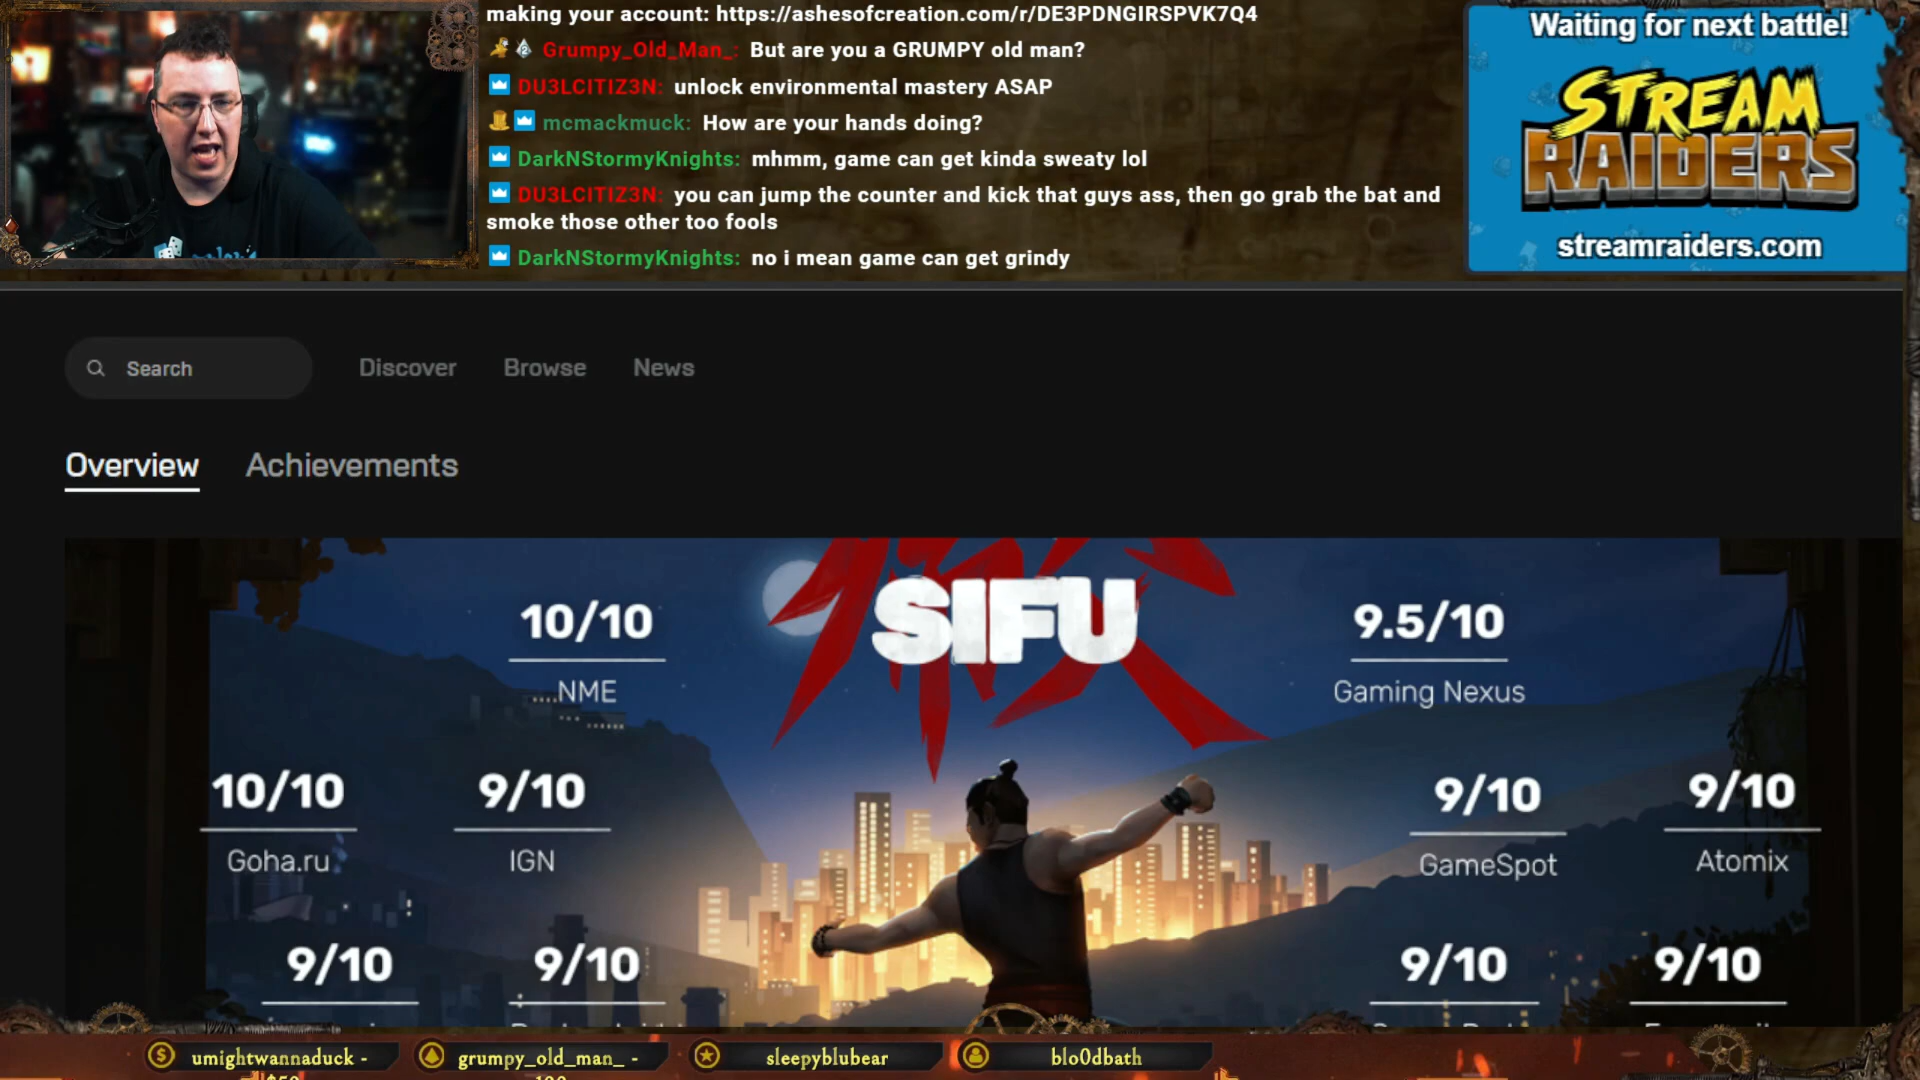 making your account: https://ashesofcreation.com/r/DE3PDNGIRSPVK7Q4
Grumpy_Old_Man_: But are you a GRUMPY old man?
DU3LCITIZ3N: unlock environmental mastery ASAP
mcmackmuck: How are your hands doing?
DarkNStormyKnights: mhmm, game can get kinda sweaty lol
DU3LCITIZ3N: you can jump the counter and kick that guys ass, then go grab the bat and
smoke those other too fools
DarkNStormyKnights: no i mean game can get grindy
Waiting for next battle!
STREAM
RAIDERS
streamraiders.com
Search
Discover
Browse
News
Overview
Achievements
SIFU
10/10
NME
9.5/10
Gaming Nexus
10/10
Goha.ru
9/10
IGN
9/10
GameSpot
9/10
Atomix
9/10
9/10
9/10
9/10
umightwannaduck -
grumpy_old_man_ -
sleepyblubear
blo0dbath